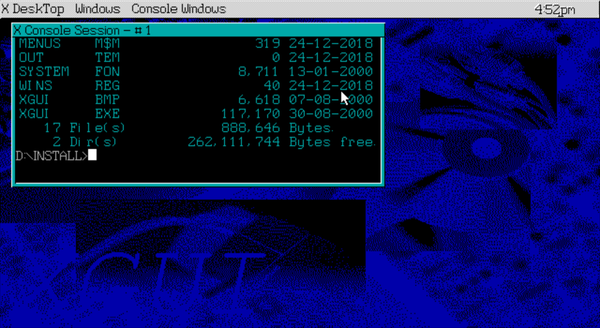 X DeskTop Windows Console Windows 4:52pm
X Console Session - #1
MENUS M$M 319 24-12-2018
OUT TEM 0 24-12-2018
SYSTEM FON 8,711 13-01-2000
WINS REG 40 24-12-2018
XGUI BMP 6,618 07-08-2000
XGUI EXE 117,170 30-08-2000
17 File(s) 888,646 Bytes.
2 Dir(s) 262,111,744 Bytes free.
D:\INSTALL>
GUI